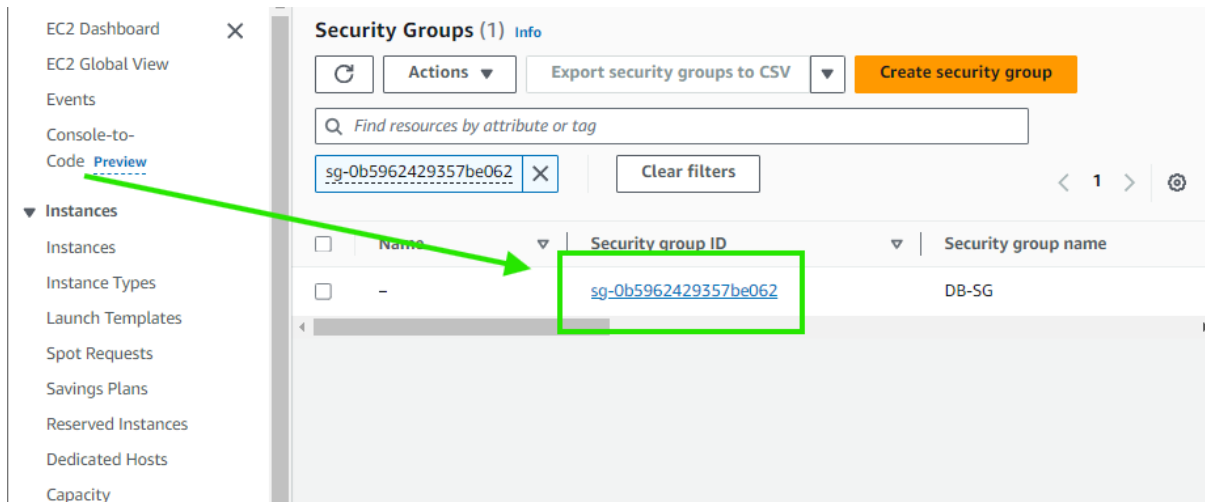 EC2 Dashboard
EC2 Global View
Events
Console-to-
Code Preview
Instances
Instances
Instance Types
Launch Templates
Spot Requests
Savings Plans
Reserved Instances
Dedicated Hosts
Capacity
Security Groups (1) Info
Actions Export security groups to CSV Create security group
Find resources by attribute or tag
sg-0b5962429357be062 Clear filters
1
Name Security group ID Security group name
– sg-0b5962429357be062 DB-SG